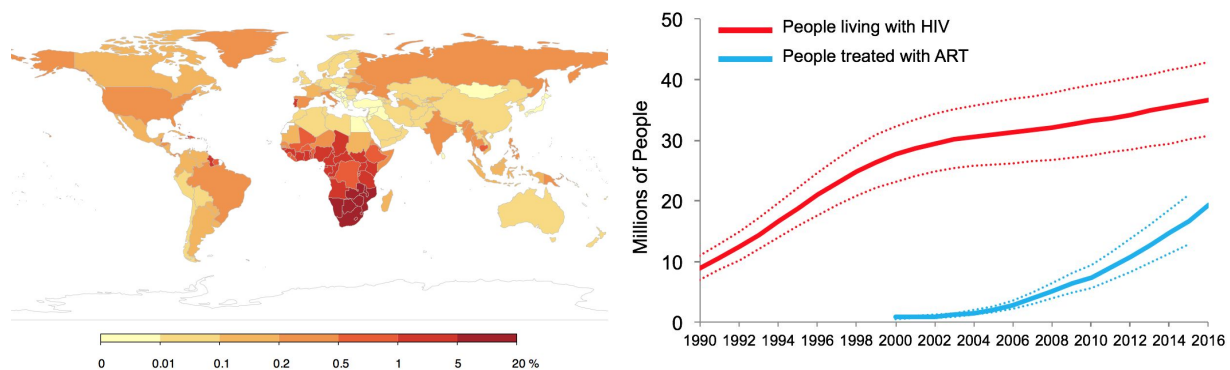 0 0.01 0.1 0.2 0.5 1 5 20 %
Millions of People
50
40
30
20
10
0
People living with HIV
People treated with ART
1990 1992 1994 1996 1998 2000 2002 2004 2006 2008 2010 2012 2014 2016